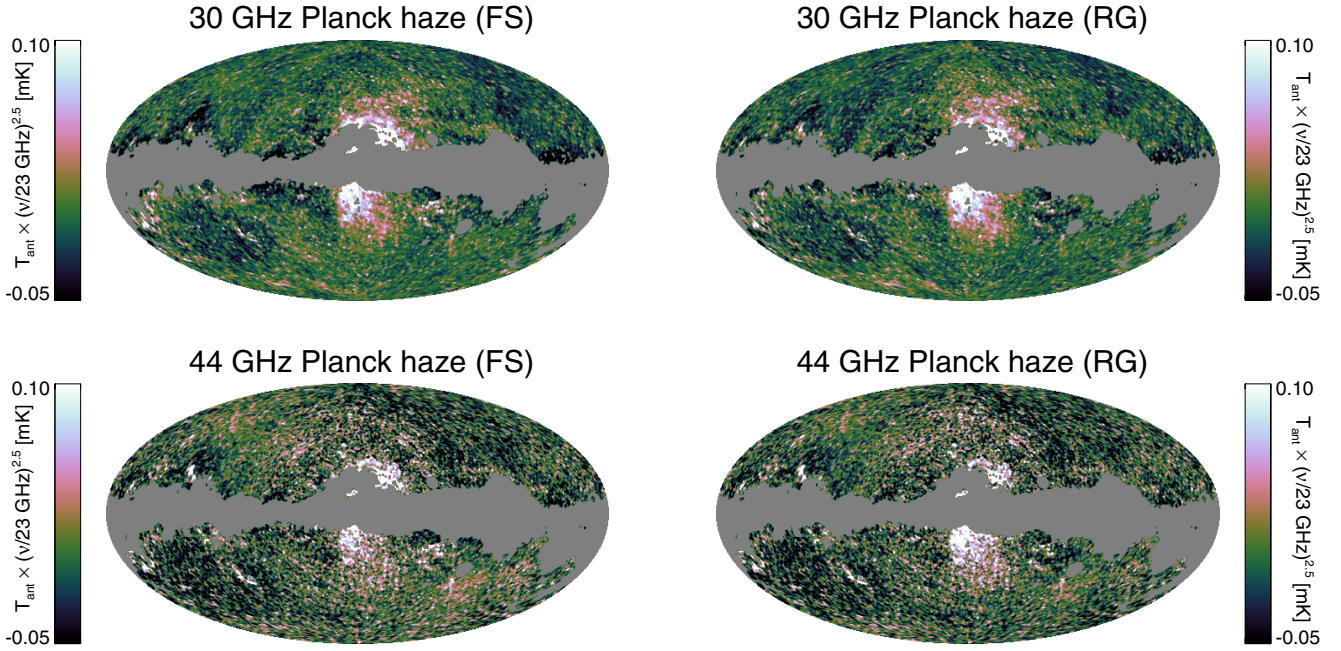 30 GHz Planck haze (FS)
30 GHz Planck haze (RG)
0.10
T_ant × (ν/23 GHz)^2.5 [mK]
-0.05
0.10
T_ant × (ν/23 GHz)^2.5 [mK]
-0.05
44 GHz Planck haze (FS)
44 GHz Planck haze (RG)
0.10
T_ant × (ν/23 GHz)^2.5 [mK]
-0.05
0.10
T_ant × (ν/23 GHz)^2.5 [mK]
-0.05